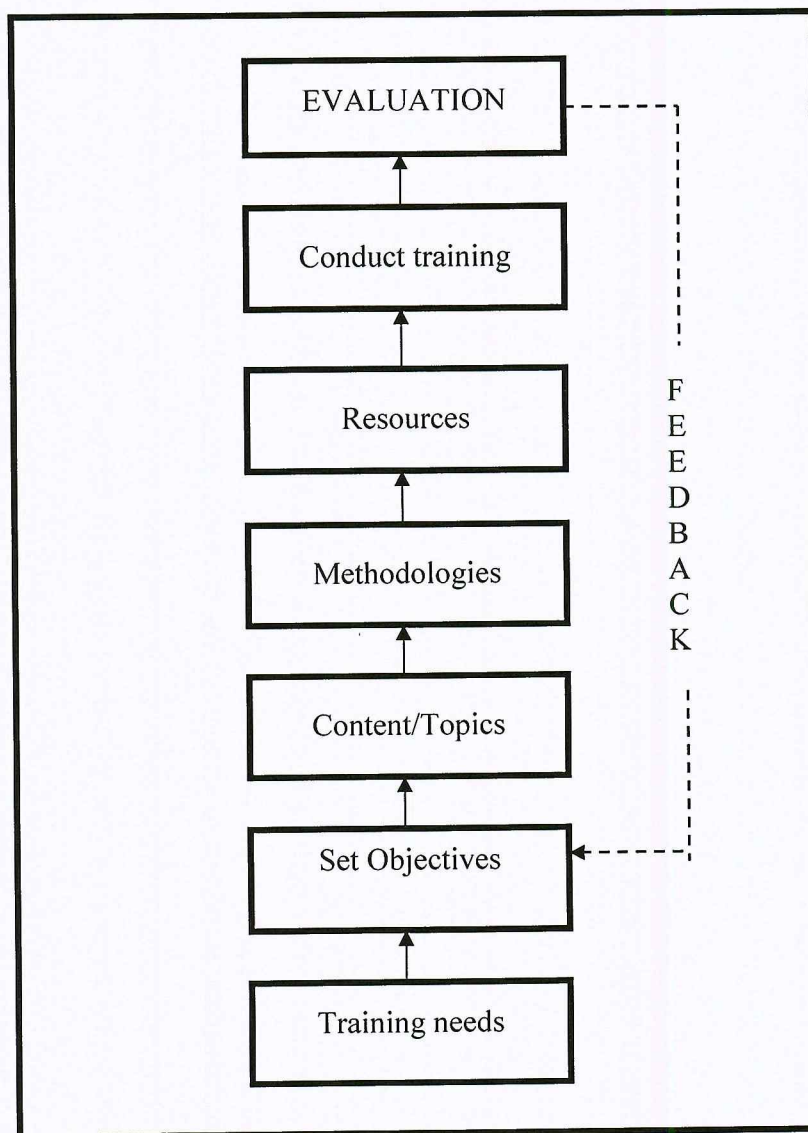 EVALUATION
Conduct training
Resources
Methodologies
Content/Topics
Set Objectives
Training needs
F
E
E
D
B
A
C
K